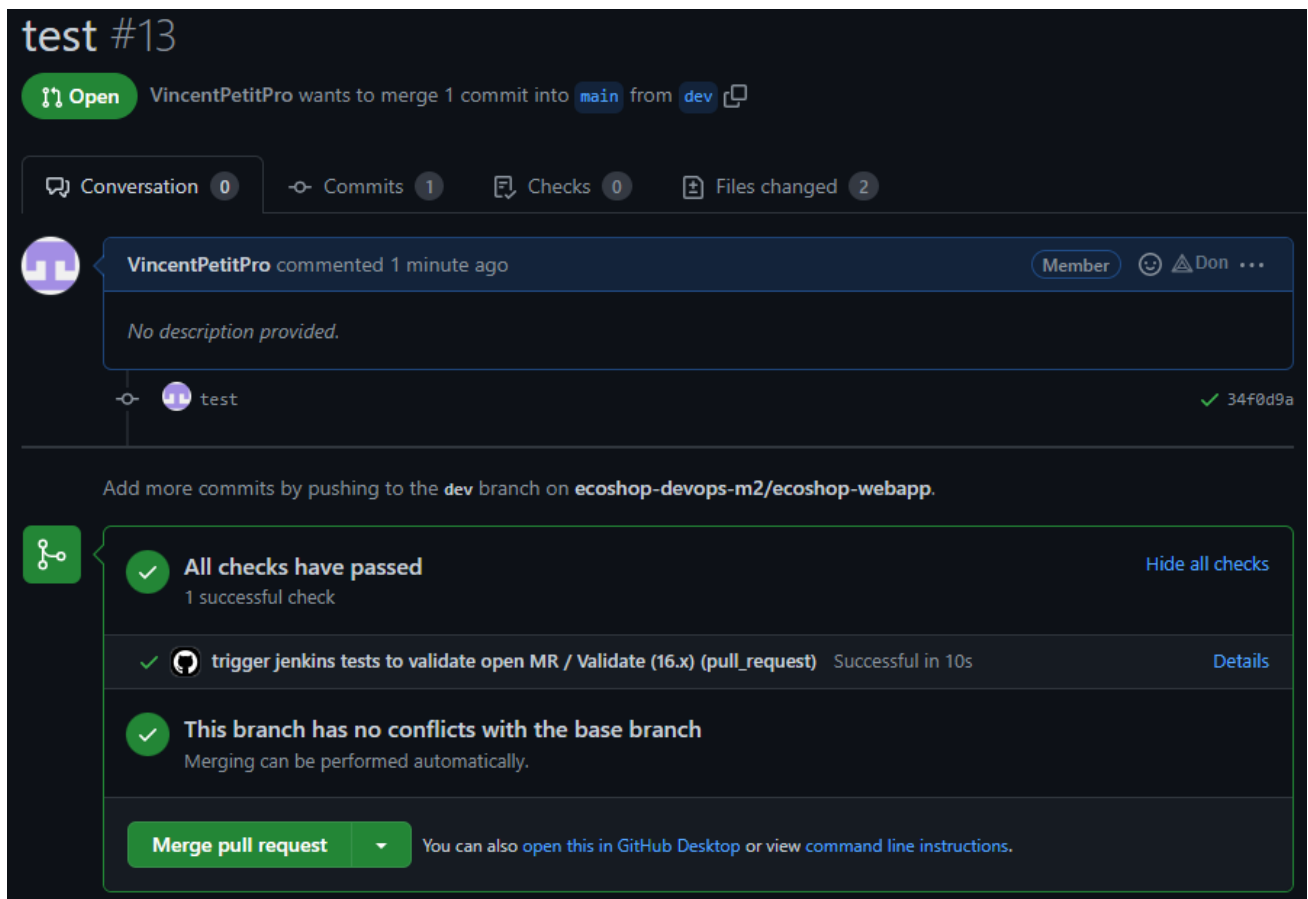 test #13
Open VincentPetitPro wants to merge 1 commit into main from dev
Conversation 0 Commits 1 Checks 0 Files changed 2
VincentPetitPro commented 1 minute ago Member Don
No description provided.
test 34f0d9a
Add more commits by pushing to the dev branch on ecoshop-devops-m2/ecoshop-webapp.
All checks have passed Hide all checks
1 successful check
trigger jenkins tests to validate open MR / Validate (16.x) (pull_request) Successful in 10s Details
This branch has no conflicts with the base branch
Merging can be performed automatically.
Merge pull request You can also open this in GitHub Desktop or view command line instructions.